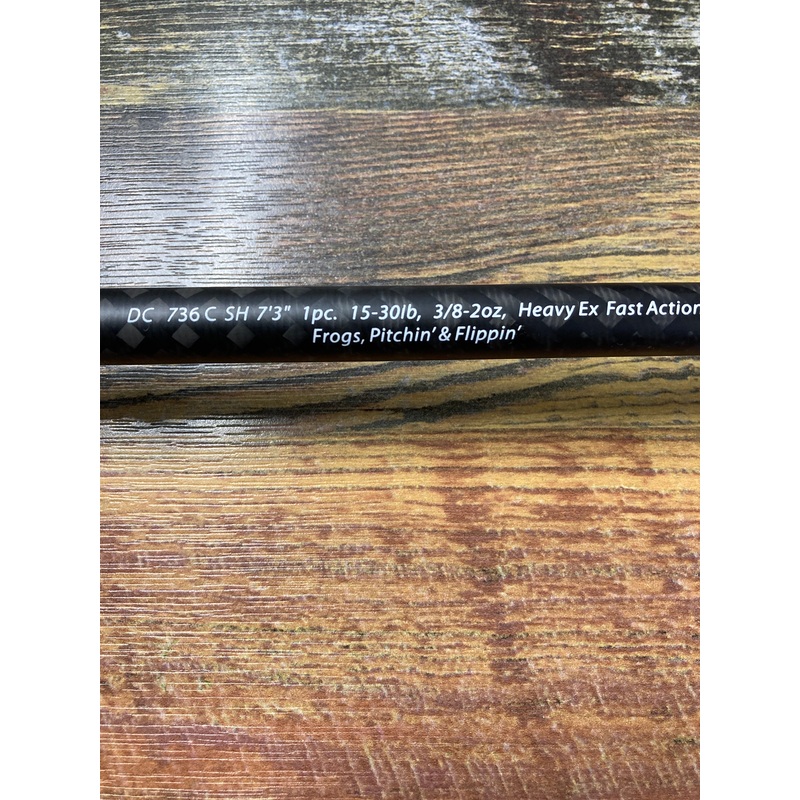 DC 736 C SH 7'3" 1pc. 15-30lb, 3/8-2oz, Heavy Ex Fast Action
Frogs, Pitchin' & Flippin'